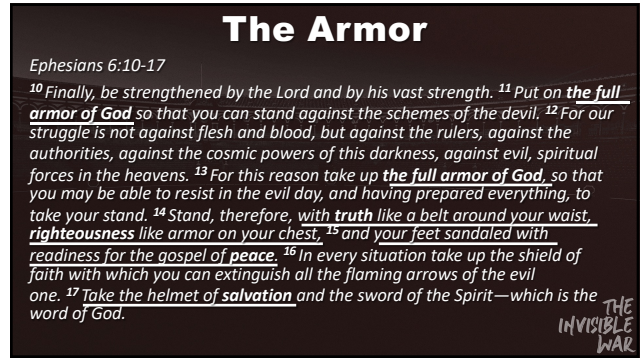 The Armor
Ephesians 6:10-17
10 Finally, be strengthened by the Lord and by his vast strength. 11 Put on the full
armor of God so that you can stand against the schemes of the devil. 12 For our
struggle is not against flesh and blood, but against the rulers, against the
authorities, against the cosmic powers of this darkness, against evil, spiritual
forces in the heavens. 13 For this reason take up the full armor of God, so that
you may be able to resist in the evil day, and having prepared everything, to
take your stand. 14 Stand, therefore, with truth like a belt around your waist,
righteousness like armor on your chest, 15 and your feet sandaled with
readiness for the gospel of peace. 16 In every situation take up the shield of
faith with which you can extinguish all the flaming arrows of the evil
one. 17 Take the helmet of salvation and the sword of the Spirit—which is the
word of God.
THE
INVISIBLE
WAR